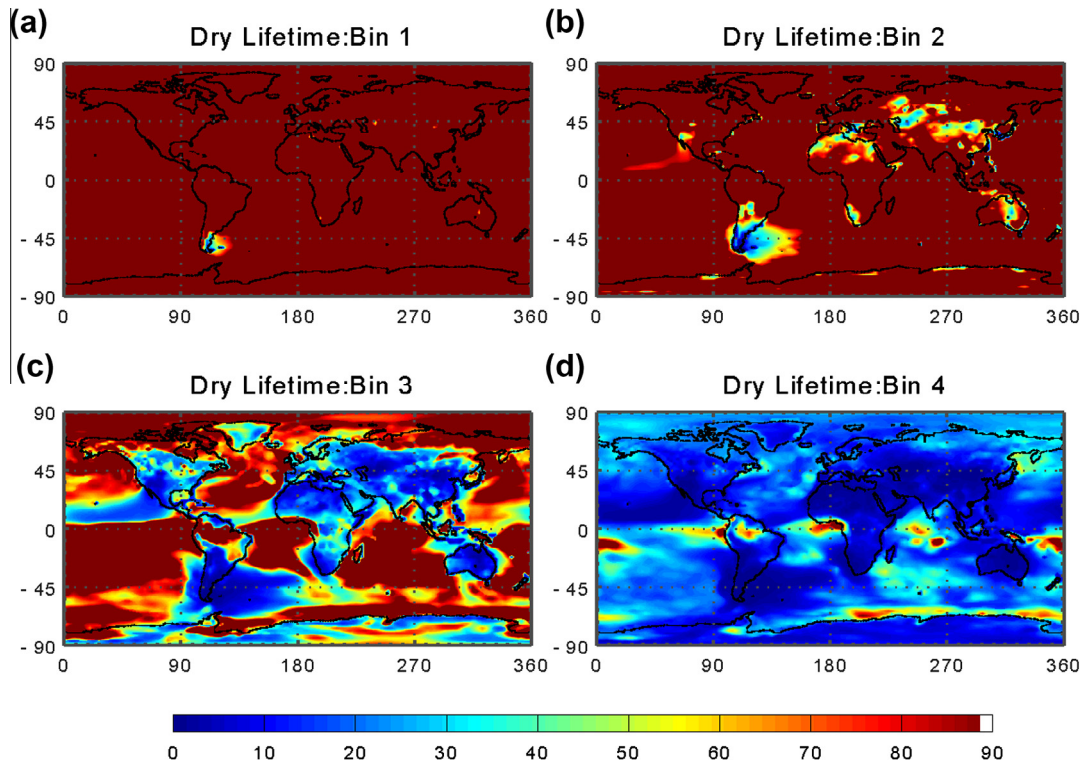 (a)
Dry Lifetime:Bin 1
90
45
0
- 45
- 90
0 90 180 270 360
(b)
Dry Lifetime:Bin 2
90
45
0
- 45
- 90
0 90 180 270 360
(c)
Dry Lifetime:Bin 3
90
45
0
- 45
- 90
0 90 180 270 360
(d)
Dry Lifetime:Bin 4
90
45
0
- 45
- 90
0 90 180 270 360
0 10 20 30 40 50 60 70 80 90